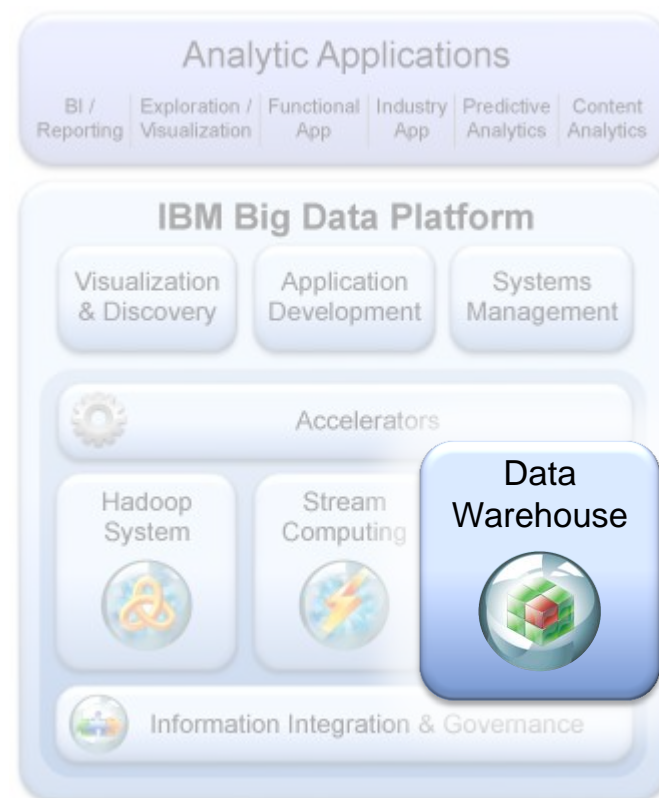 Analytic Applications
BI / Exploration / Functional Industry Predictive Content
Reporting Visualization App App Analytics Analytics
IBM Big Data Platform
Visualization Application Systems
& Discovery Development Management
Accelerators
Hadoop Stream Data
System Computing Warehouse
Information Integration & Governance